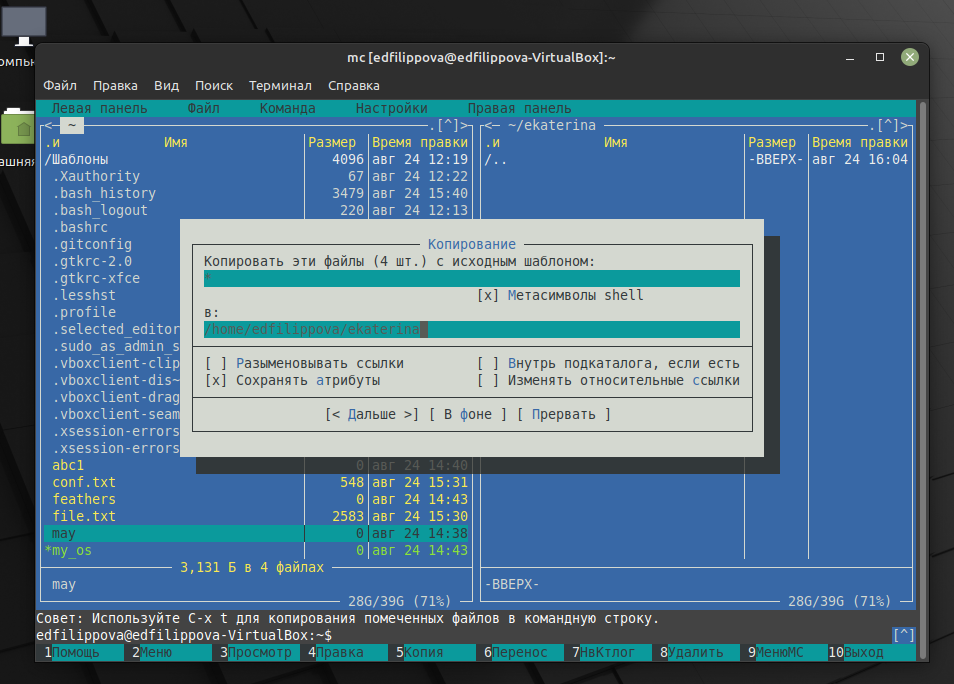 омпью
ашняя
mc [edfilippova@edfilippova-VirtualBox]:~
Файл Правка Вид Поиск Терминал Справка
Левая панель Файл Команда Настройки Правая панель
<─ ~ .[^]> <─ ~/ekaterina .[^]>
.и Имя Размер Время правки .и Имя Размер Время правки
/Шаблоны 4096 авг 24 12:19 /.. -ВВЕРХ- авг 24 16:04
.Xauthority 67 авг 24 12:22
.bash_history 3479 авг 24 15:40
.bash_logout 220 авг 24 12:13
.bashrc
.gitconfig
.gtkrc-2.0
.gtkrc-xfce
.lesshst
.profile
.selected_editor
.sudo_as_admin_s
.vboxclient-clip
.vboxclient-dis~
.vboxclient-drag
.vboxclient-seam
.xsession-errors
.xsession-errors
Копирование
Копировать эти файлы (4 шт.) с исходным шаблоном:
*
[x] Метасимволы shell
в:
/home/edfilippova/ekaterina
[ ] Разыменовывать ссылки [ ] Внутрь подкаталога, если есть
[x] Сохранять атрибуты [ ] Изменять относительные ссылки
[< Дальше >] [ В фоне ] [ Прервать ]
abc1 0 авг 24 14:40
conf.txt 548 авг 24 15:31
feathers 0 авг 24 14:43
file.txt 2583 авг 24 15:30
may 0 авг 24 14:38
*my_os 0 авг 24 14:43
3,131 Б в 4 файлах
may -ВВЕРХ-
28G/39G (71%) 28G/39G (71%)
Совет: Используйте C-x t для копирования помеченных файлов в командную строку.
edfilippova@edfilippova-VirtualBox:~$ [^]
1Помощь 2Меню 3Просмотр 4Правка 5Копия 6Перенос 7НвКтлог 8Удалить 9МенюМС 10Выход